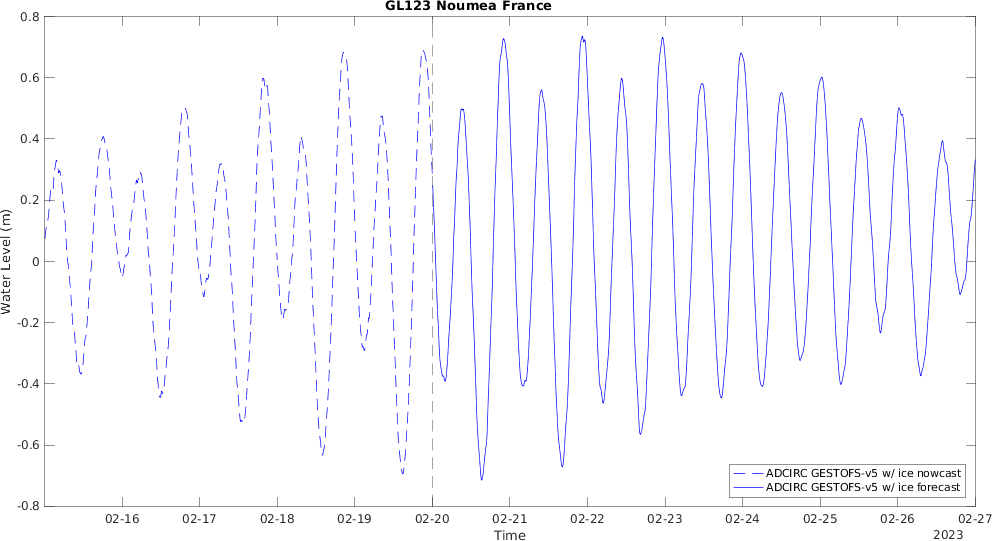 GL123 Noumea France
0.8
0.6
0.4
0.2
0
-0.2
-0.4
-0.6
-0.8
Water Level (m)
ADCIRC GESTOFS-v5 w/ ice nowcast
ADCIRC GESTOFS-v5 w/ ice forecast
02-16 02-17 02-18 02-19 02-20 02-21 02-22 02-23 02-24 02-25 02-26 02-27
Time
2023